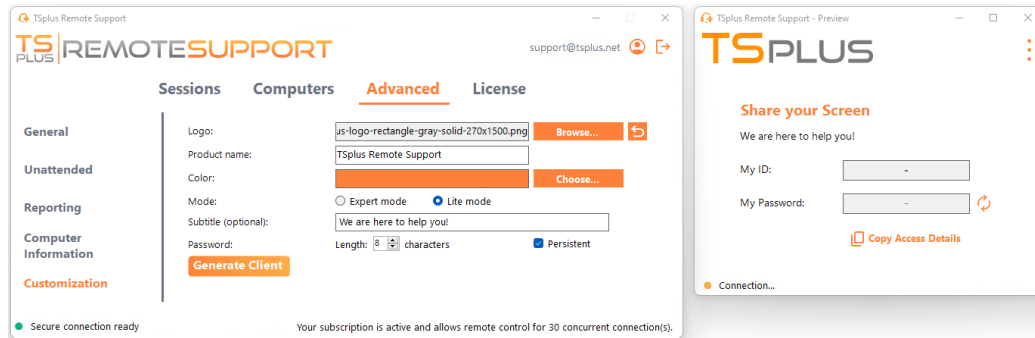 TSplus Remote Support
TS PLUS REMOTESUPPORT
support@tsplus.net
Sessions Computers Advanced License
General
Unattended
Reporting
Computer
Information
Customization
Logo: us-logo-rectangle-gray-solid-270x1500.png Browse...
Product name: TSplus Remote Support
Color: Choose...
Mode: Expert mode Lite mode
Subtitle (optional): We are here to help you!
Password: Length: 8 characters Persistent
Generate Client
Secure connection ready Your subscription is active and allows remote control for 30 concurrent connection(s).
TSplus Remote Support - Preview
TSPLUS
Share your Screen
We are here to help you!
My ID: -
My Password: -
Copy Access Details
Connection...